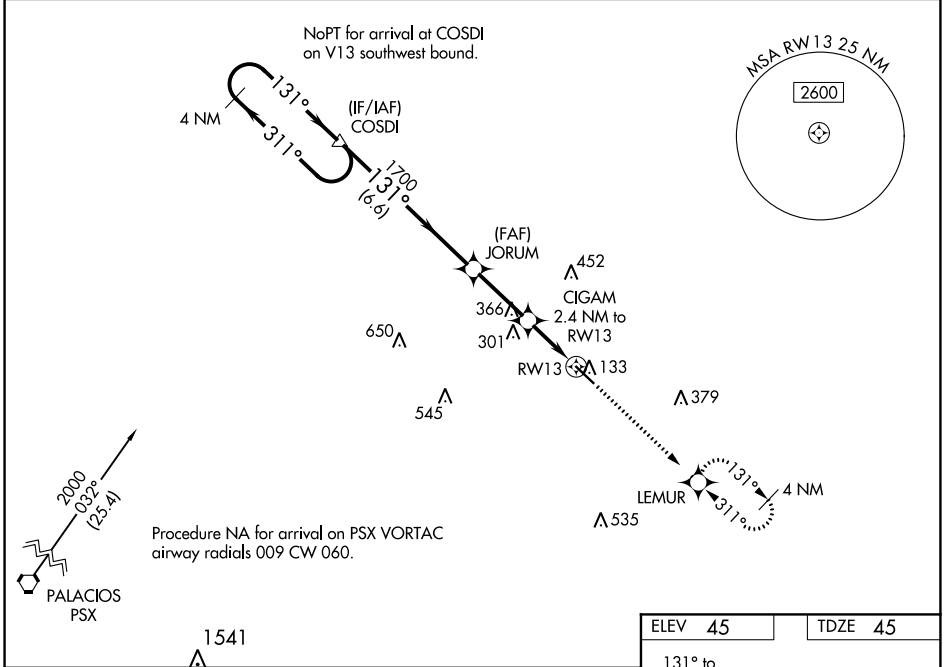 NoPT for arrival at COSDI
on V13 southwest bound.
MSA RW13 25 NM
2600
131°
4 NM
311°
(IF/IAF)
COSDI
1700
131°
(6.6)
(FAF)
JORUM
452
366
CIGAM
2.4 NM to
RW13
301
650
RW13
133
545
379
131°
4 NM
LEMUR
311°
535
2000
032°
(25.4)
Procedure NA for arrival on PSX VORTAC
airway radials 009 CW 060.
PALACIOS
PSX
1541
ELEV 45
TDZE 45
131° to